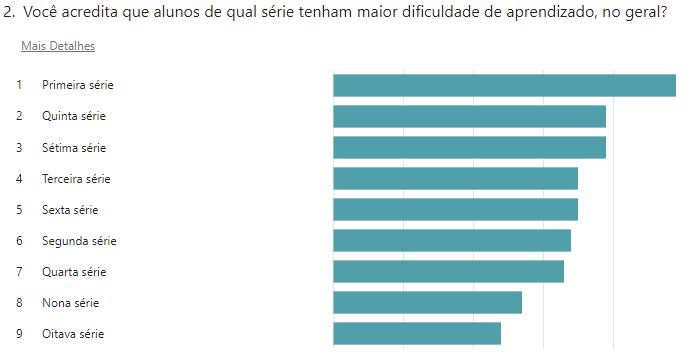 2. Você acredita que alunos de qual série tenham maior dificuldade de aprendizado, no geral?
Mais Detalhes
1 Primeira série
2 Quinta série
3 Sétima série
4 Terceira série
5 Sexta série
6 Segunda série
7 Quarta série
8 Nona série
9 Oitava série